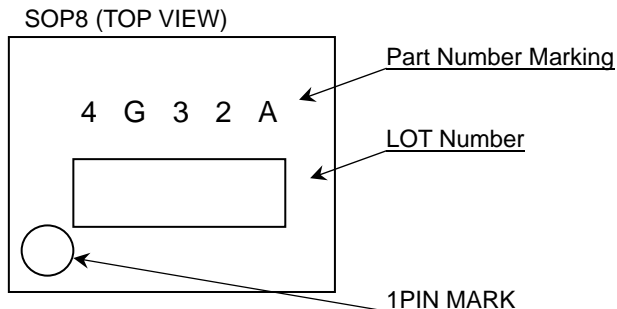 SOP8 (TOP VIEW)
Part Number Marking
4 G 3 2 A
LOT Number
1PIN MARK